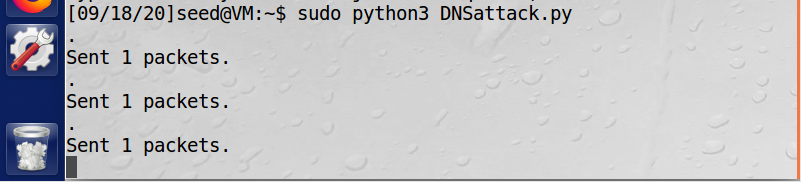 [09/18/20]seed@VM:~$ sudo python3 DNSattack.py
.
Sent 1 packets.
.
Sent 1 packets.
.
Sent 1 packets.